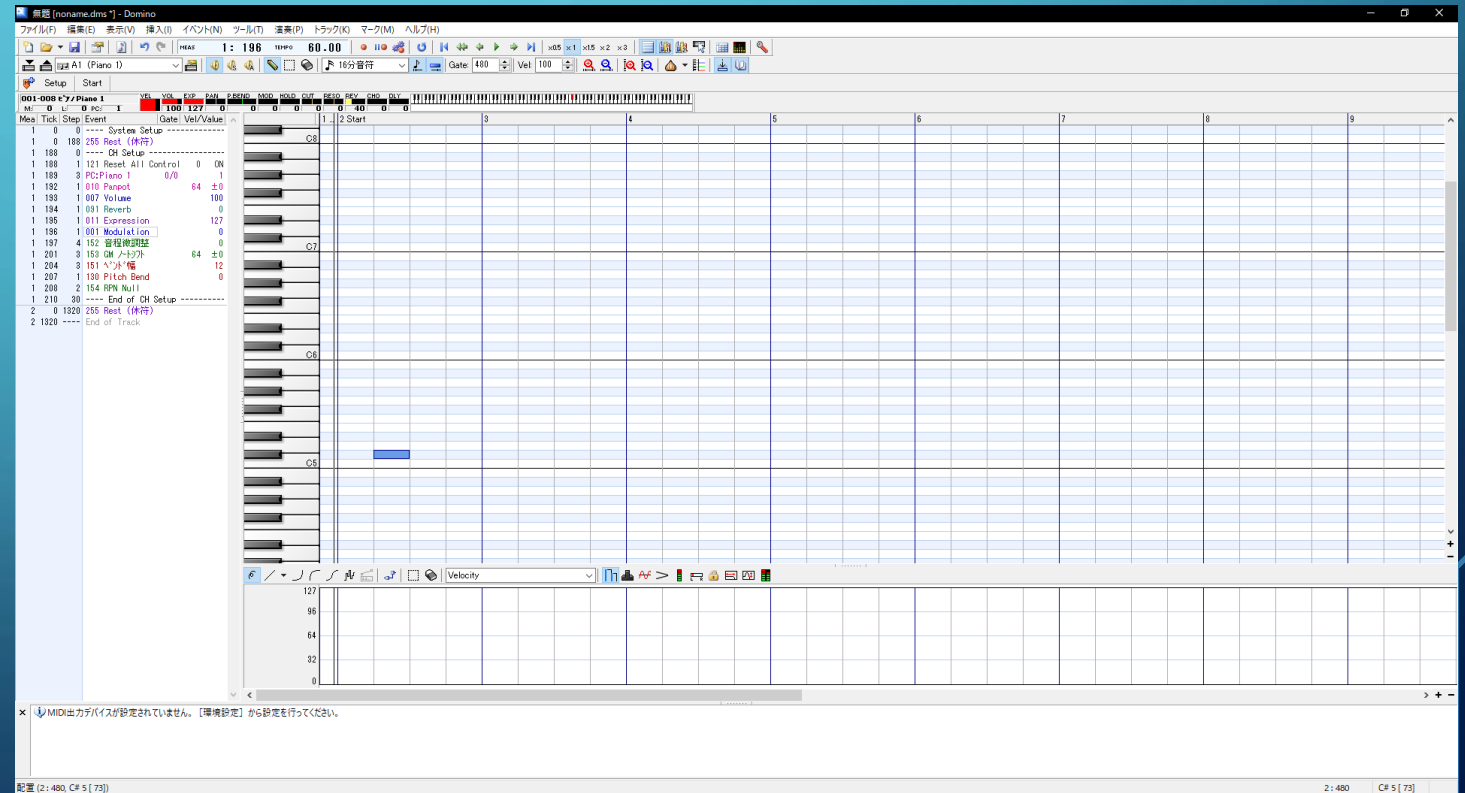 無題 [noname.dms *] - Domino
ファイル(F) 編集(E) 表示(V) 挿入(I) イベント(N) ツール(T) 演奏(P) トラック(K) マーク(M) ヘルプ(H)
MEAS 1: 196 TEMPO 60.00 x0.5 x1 x1.5 x2 x3
A1 (Piano 1) 16分音符 Gate: 480 Vel: 100
Setup Start
001-008 ピアノ/Piano 1 VEL VOL EXP PAN P.BEND MOD HOLD CUT RESO REV CHO DLY
M: 0 L: 0 PC: 1 100 127 0 0 0 0 0 0 40 0 0
Mea Tick Step Event Gate Vel/Value
1 0 0 ---- System Setup -------------
1 0 188 255 Rest (休符)
1 188 0 ---- CH Setup -----------------
1 188 1 121 Reset All Control 0 ON
1 189 3 PC:Piano 1 0/0 1
1 192 1 010 Panpot 64 ±0
1 193 1 007 Volume 100
1 194 1 091 Reverb 0
1 195 1 011 Expression 127
1 196 1 001 Modulation 0
1 197 4 152 音程微調整 0
1 201 3 153 GM ノートシフト 64 ±0
1 204 3 151 ベンド幅 12
1 207 1 130 Pitch Bend 0
1 208 2 154 RPN Null
1 210 30 ---- End of CH Setup ----------
2 0 1320 255 Rest (休符)
2 1320 ---- End of Track
1 .. 2 Start 3 4 5 6 7 8 9
C8
C7
C6
C5
Velocity
127
96
64
32
0
MIDI出力デバイスが設定されていません。［環境設定］から設定を行ってください。
配置 (2 : 480, C# 5 [ 73]) 2 : 480 C# 5 [ 73]